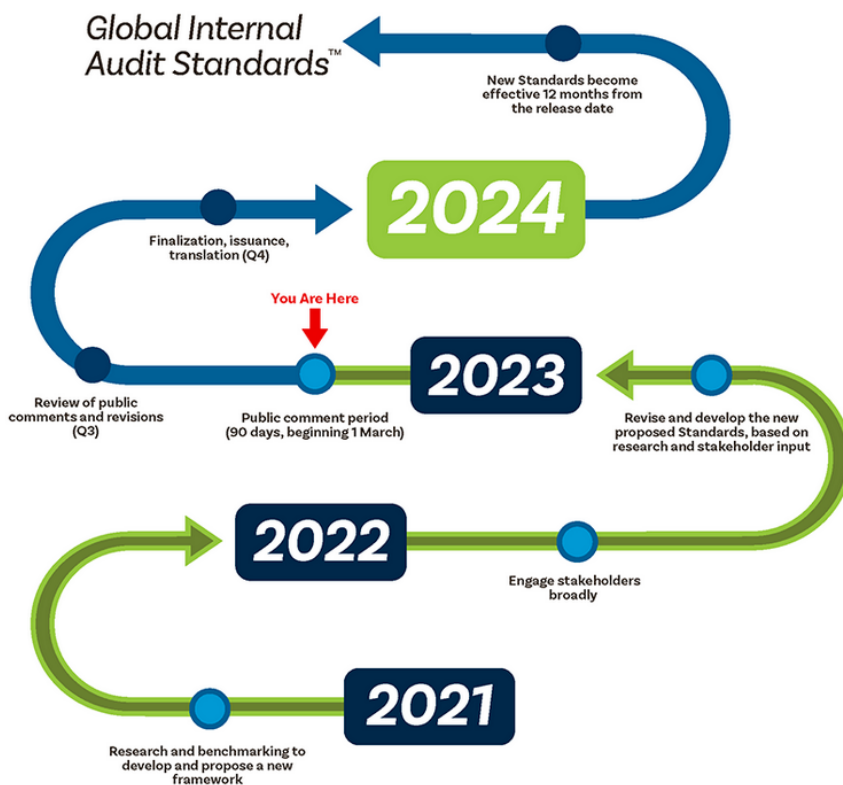 Global Internal
Audit Standards™
New Standards become
effective 12 months from
the release date
2024
Finalization, issuance,
translation (Q4)
You Are Here
2023
Review of public
comments and revisions
(Q3)
Public comment period
(90 days, beginning 1 March)
Revise and develop the new
proposed Standards, based on
research and stakeholder input
2022
Engage stakeholders
broadly
2021
Research and benchmarking to
develop and propose a new
framework